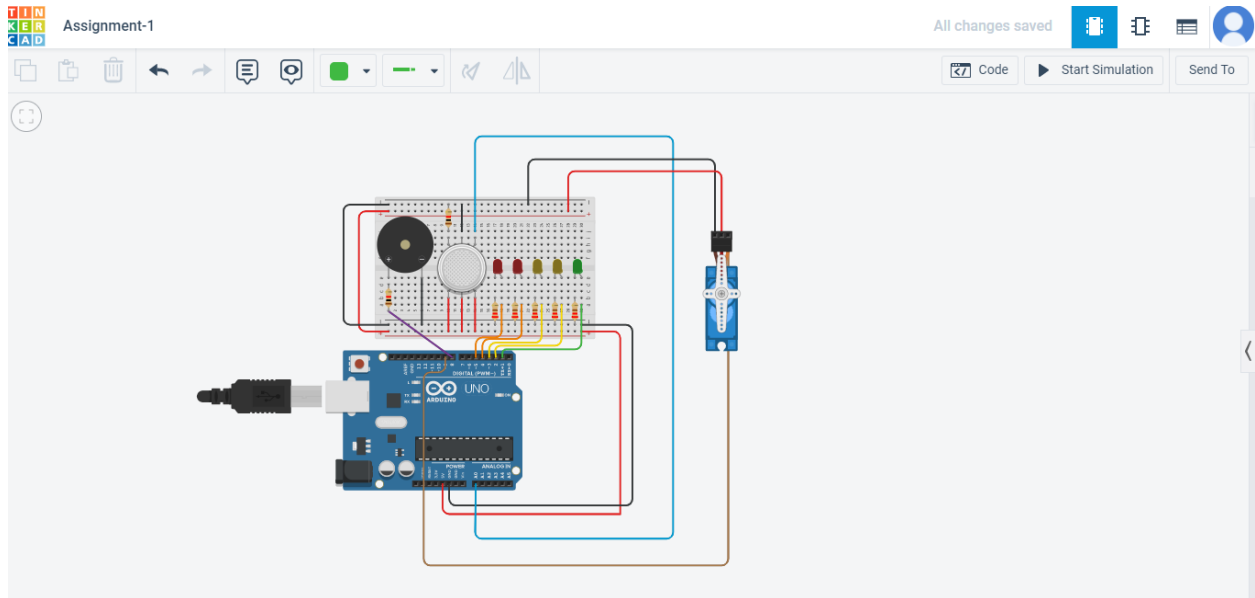 TIN
KER
CAD
Assignment-1
All changes saved
Code
Start Simulation
Send To
DIGITAL (PWM~)
UNO
ARDUINO
POWER
ANALOG IN